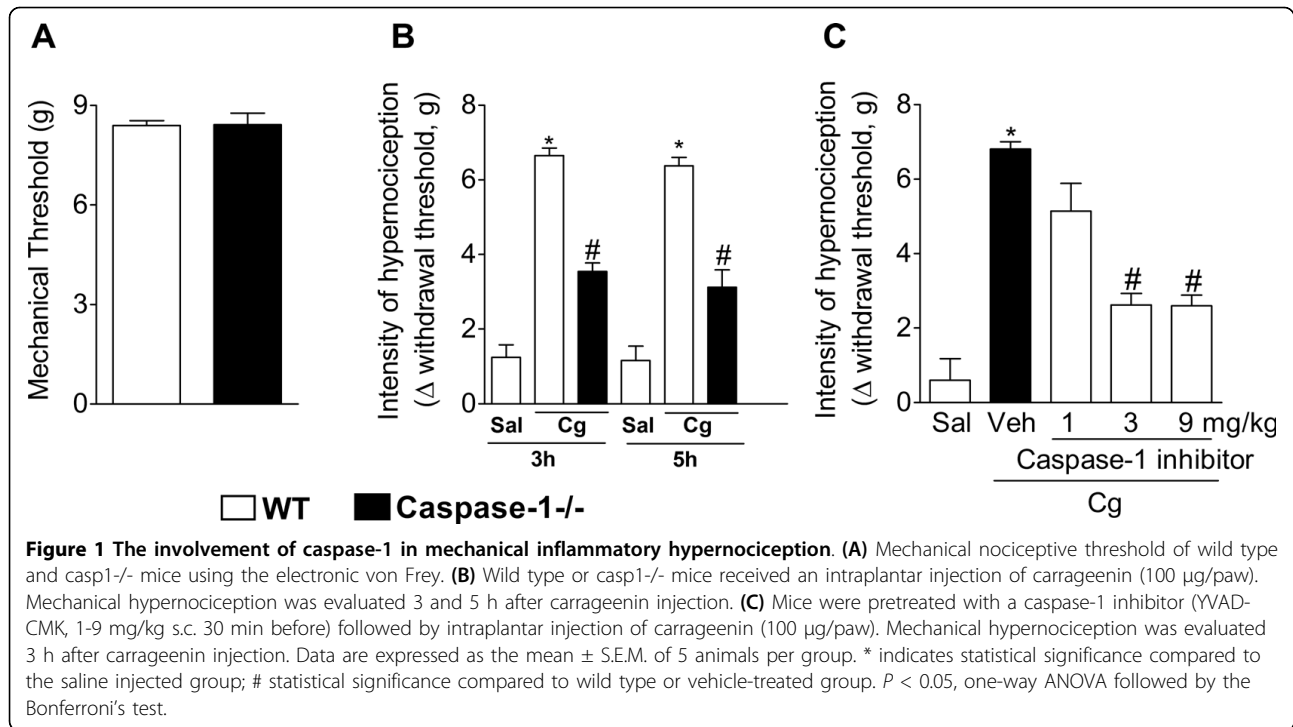 A
B
C
Mechanical Threshold (g)
9
6
3
0
Intensity of hypernociception
(Δ withdrawal threshold, g)
8
6
4
2
0
*
#
*
#
Sal Cg Sal Cg
3h 5h
Intensity of hypernociception
(Δ withdrawal threshold, g)
8
6
4
2
0
*
# #
Sal Veh 1 3 9 mg/kg
Caspase-1 inhibitor
Cg
WT Caspase-1-/-
Figure 1 The involvement of caspase-1 in mechanical inflammatory hypernociception. (A) Mechanical nociceptive threshold of wild type
and casp1-/- mice using the electronic von Frey. (B) Wild type or casp1-/- mice received an intraplantar injection of carrageenin (100 μg/paw).
Mechanical hypernociception was evaluated 3 and 5 h after carrageenin injection. (C) Mice were pretreated with a caspase-1 inhibitor (YVAD-
CMK, 1-9 mg/kg s.c. 30 min before) followed by intraplantar injection of carrageenin (100 μg/paw). Mechanical hypernociception was evaluated
3 h after carrageenin injection. Data are expressed as the mean ± S.E.M. of 5 animals per group. * indicates statistical significance compared to
the saline injected group; # statistical significance compared to wild type or vehicle-treated group. P < 0.05, one-way ANOVA followed by the
Bonferroni's test.